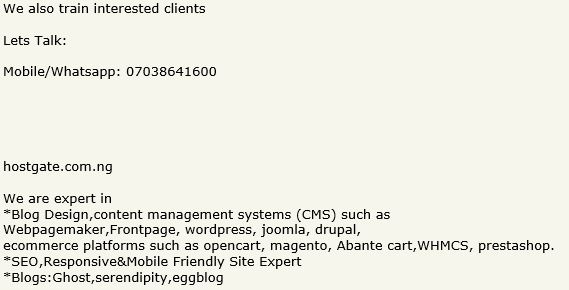 We also train interested clients
Lets Talk:
Mobile/Whatsapp: 07038641600
hostgate.com.ng
We are expert in
*Blog Design,content management systems (CMS) such as
Webpagemaker,Frontpage, wordpress, joomla, drupal,
ecommerce platforms such as opencart, magento, Abante cart,WHMCS, prestashop.
*SEO,Responsive&Mobile Friendly Site Expert
*Blogs:Ghost,serendipity,eggblog